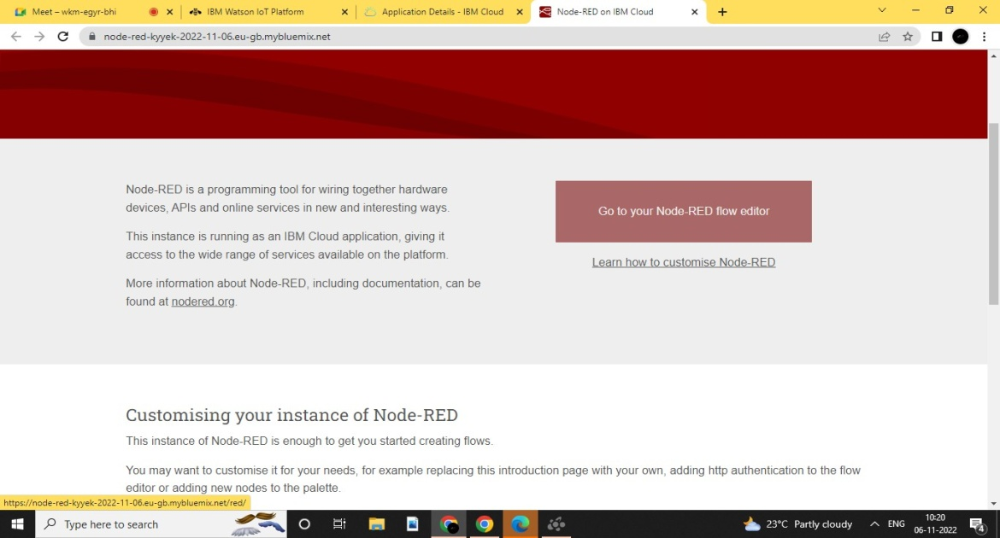 Meet – wkm-egyr-bhi
IBM Watson IoT Platform
Application Details - IBM Cloud
Node-RED on IBM Cloud
node-red-kyyek-2022-11-06.eu-gb.mybluemix.net
Node-RED is a programming tool for wiring together hardware
devices, APIs and online services in new and interesting ways.
This instance is running as an IBM Cloud application, giving it
access to the wide range of services available on the platform.
More information about Node-RED, including documentation, can be
found at nodered.org.
Go to your Node-RED flow editor
Learn how to customise Node-RED
Customising your instance of Node-RED
This instance of Node-RED is enough to get you started creating flows.
You may want to customise it for your needs, for example replacing this introduction page with your own, adding http authentication to the flow
editor or adding new nodes to the palette.
https://node-red-kyyek-2022-11-06.eu-gb.mybluemix.net/red/
Type here to search
23°C Partly cloudy
ENG
10:20
06-11-2022
4